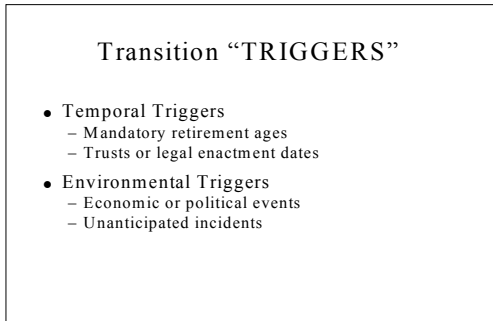 Transition “TRIGGERS”
● Temporal Triggers
– Mandatory retirement ages
– Trusts or legal enactment dates
● Environmental Triggers
– Economic or political events
– Unanticipated incidents